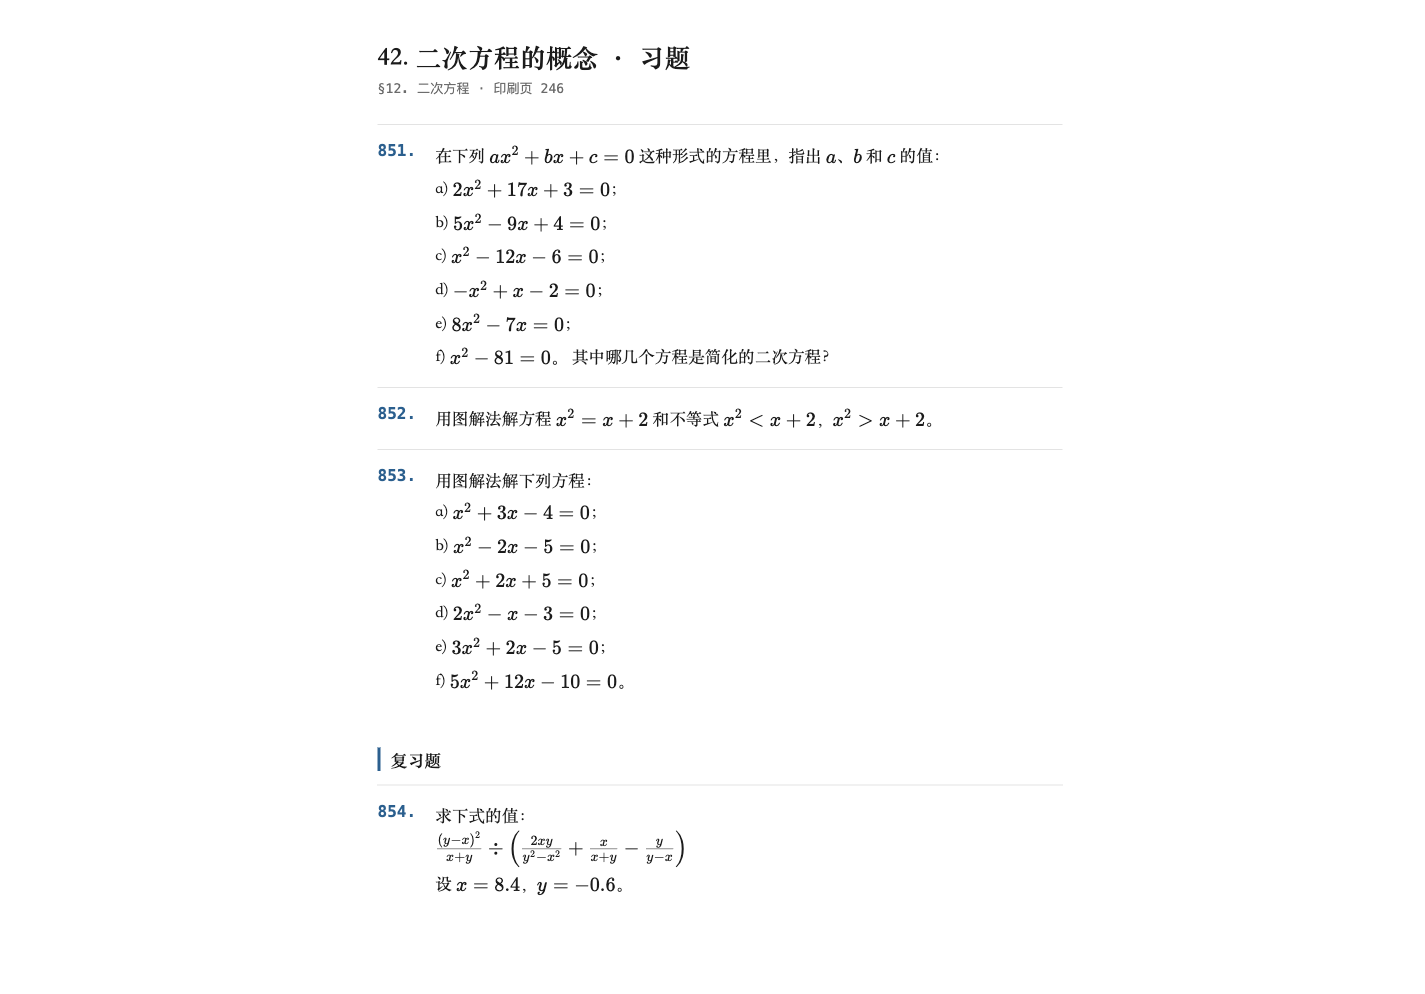 42. 二次方程的概念 · 习题
§12. 二次方程 · 印刷页 246
851. 在下列 ax² + bx + c = 0 这种形式的方程里，指出 a、b 和 c 的值：
a) 2x² + 17x + 3 = 0；
b) 5x² − 9x + 4 = 0；
c) x² − 12x − 6 = 0；
d) −x² + x − 2 = 0；
e) 8x² − 7x = 0；
f) x² − 81 = 0。 其中哪几个方程是简化的二次方程？
852. 用图解法解方程 x² = x + 2 和不等式 x² < x + 2，x² > x + 2。
853. 用图解法解下列方程：
a) x² + 3x − 4 = 0；
b) x² − 2x − 5 = 0；
c) x² + 2x + 5 = 0；
d) 2x² − x − 3 = 0；
e) 3x² + 2x − 5 = 0；
f) 5x² + 12x − 10 = 0。
复习题
854. 求下式的值：
(y−x)²/(x+y) ÷ (2xy/(y²−x²) + x/(x+y) − y/(y−x))
设 x = 8.4，y = −0.6。